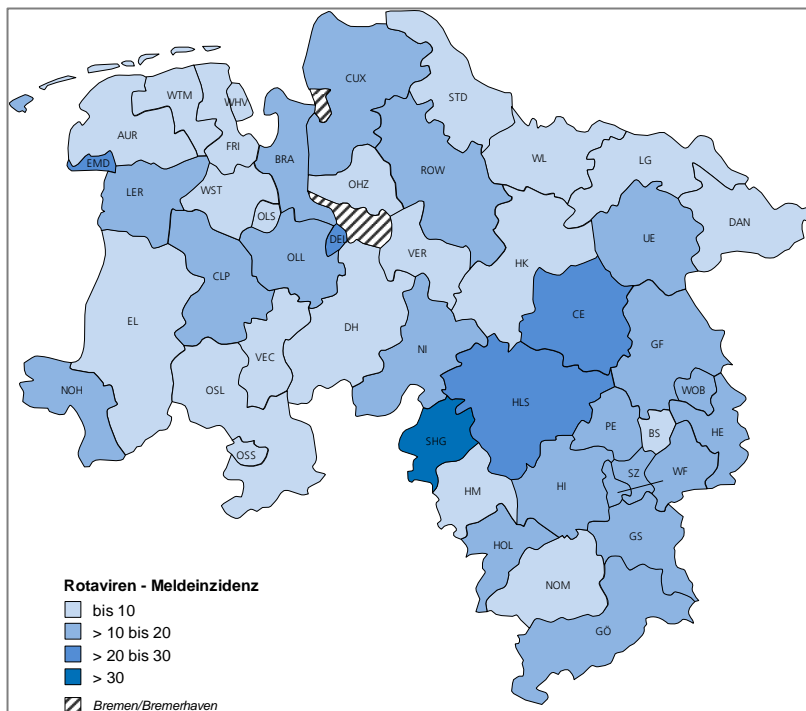 CUX
STD
WTM
WHV
AUR
FRI
BRA
EMD
LER
WST
OHZ
ROW
WL
LG
OLS
DAN
DEL
OLL
VER
UE
HK
CLP
EL
CE
DH
NI
VEC
GF
NOH
OSL
HLS
WOB
PE
BS
HE
SHG
OSS
SZ
WF
HM
HI
GS
HOL
NOM
GÖ
Rotaviren - Meldeinzidenz
bis 10
> 10 bis 20
> 20 bis 30
> 30
Bremen/Bremerhaven